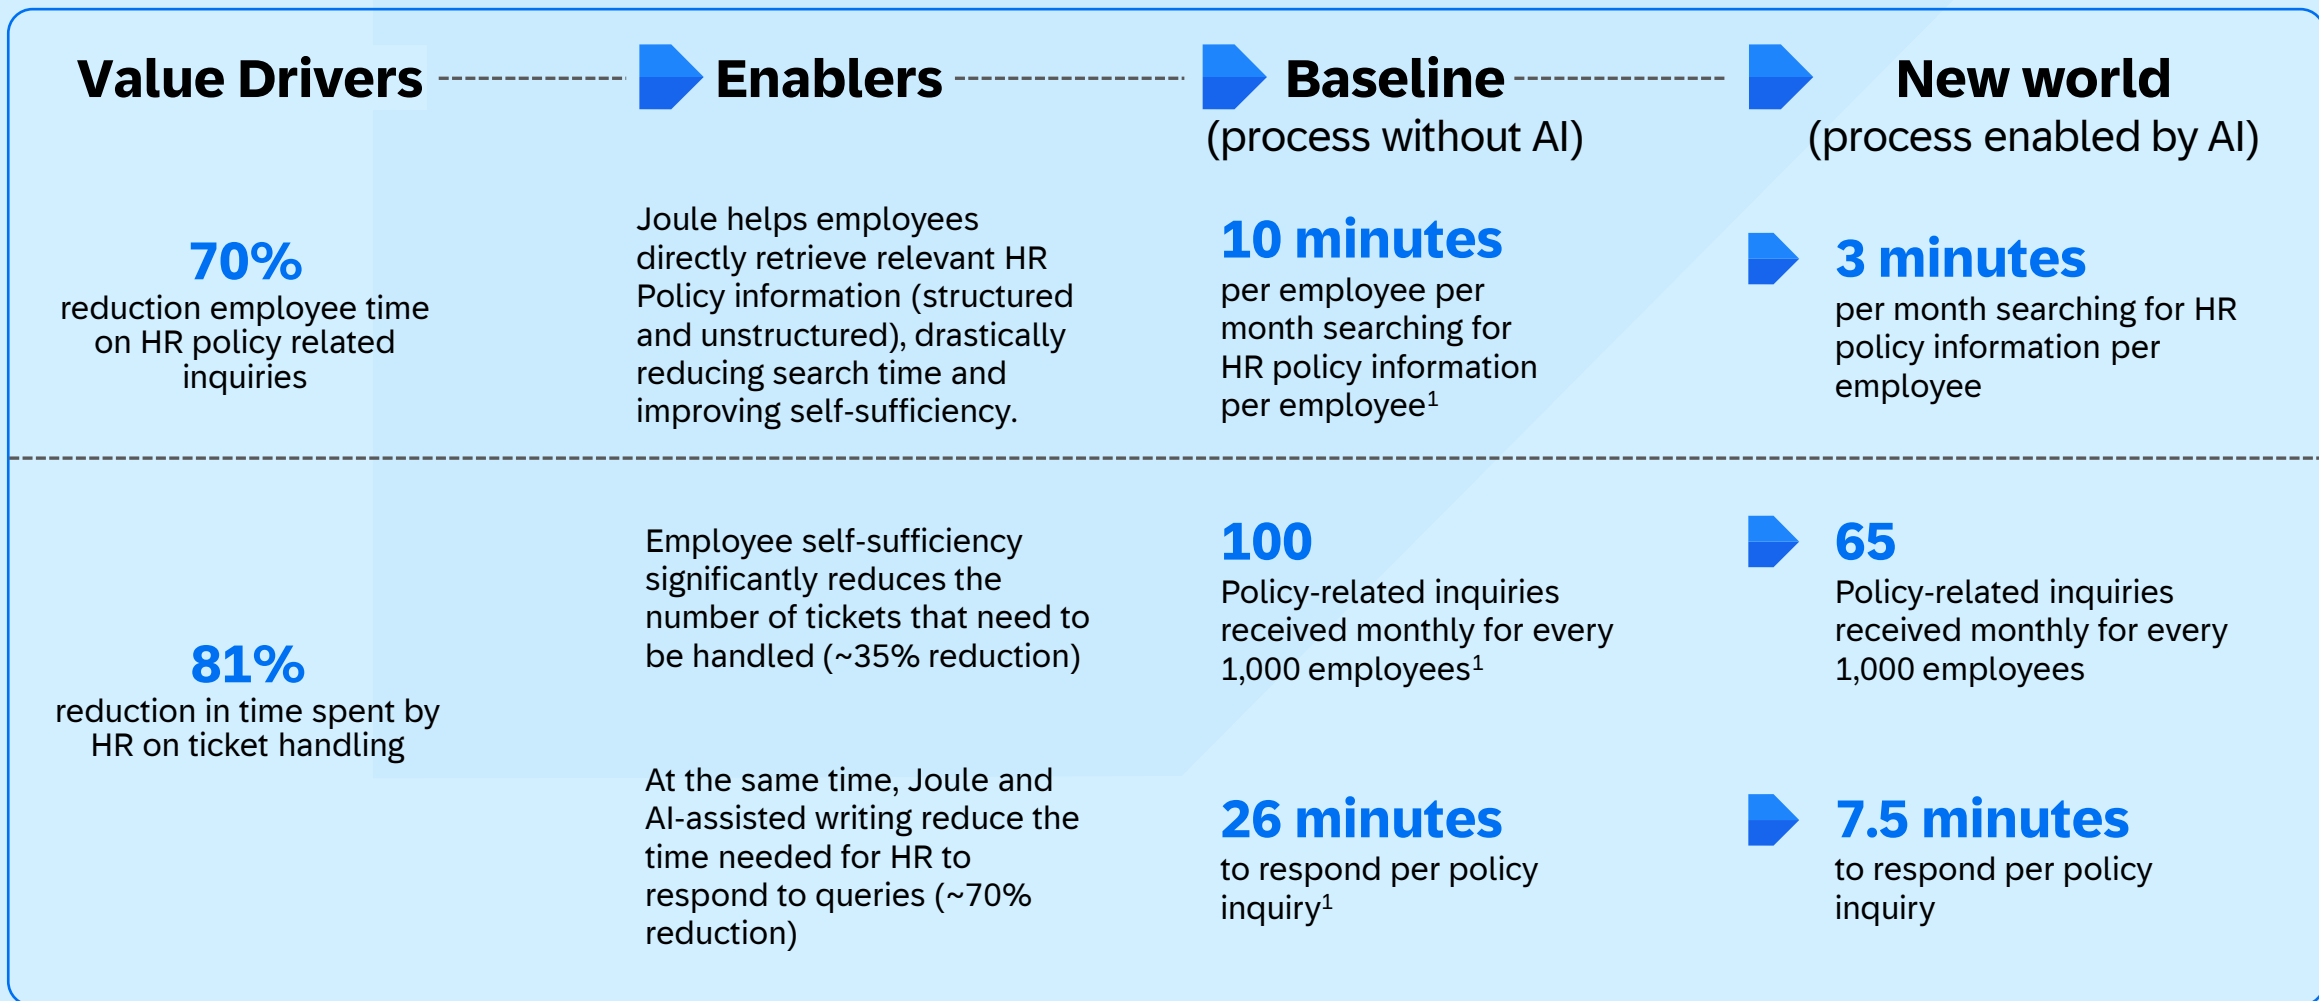 Value Drivers
Enablers
Baseline
(process without AI)
New world
(process enabled by AI)
70%
reduction employee time
on HR policy related
inquiries
Joule helps employees
directly retrieve relevant HR
Policy information (structured
and unstructured), drastically
reducing search time and
improving self-sufficiency.
10 minutes
per employee per
month searching for
HR policy information
per employee¹
3 minutes
per month searching for HR
policy information per
employee
81%
reduction in time spent by
HR on ticket handling
Employee self-sufficiency
significantly reduces the
number of tickets that need to
be handled (~35% reduction)
100
Policy-related inquiries
received monthly for every
1,000 employees¹
65
Policy-related inquiries
received monthly for every
1,000 employees
At the same time, Joule and
AI-assisted writing reduce the
time needed for HR to
respond to queries (~70%
reduction)
26 minutes
to respond per policy
inquiry¹
7.5 minutes
to respond per policy
inquiry